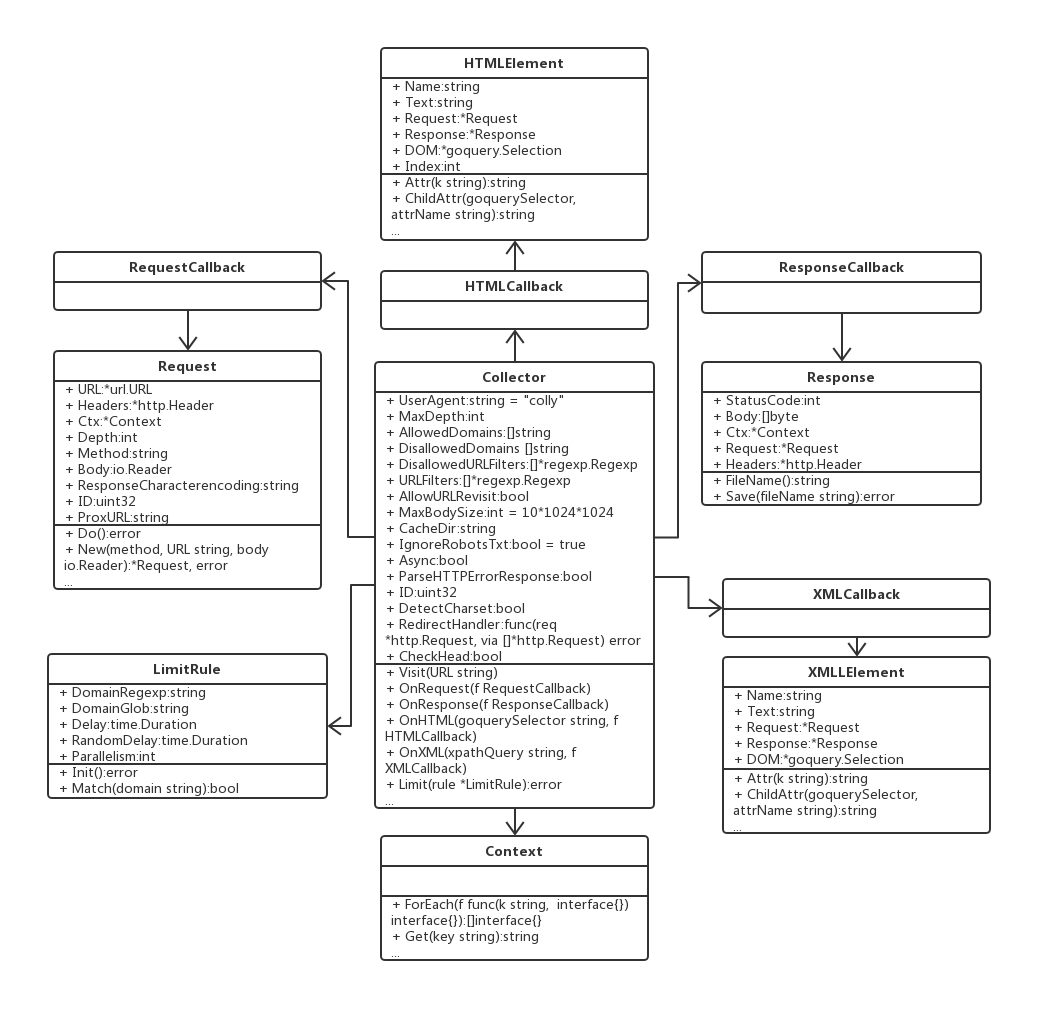 HTMLElement
+ Name:string
+ Text:string
+ Request:*Request
+ Response:*Response
+ DOM:*goquery.Selection
+ Index:int
+ Attr(k string):string
+ ChildAttr(goquerySelector,
attrName string):string
...
RequestCallback
HTMLCallback
ResponseCallback
Request
+ URL:*url.URL
+ Headers:*http.Header
+ Ctx:*Context
+ Depth:int
+ Method:string
+ Body:io.Reader
+ ResponseCharacterencoding:string
+ ID:uint32
+ ProxURL:string
+ Do():error
+ New(method, URL string, body
io.Reader):*Request, error
...
Collector
+ UserAgent:string = "colly"
+ MaxDepth:int
+ AllowedDomains:[]string
+ DisallowedDomains []string
+ DisallowedURLFilters:[]*regexp.Regexp
+ URLFilters:[]*regexp.Regexp
+ AllowURLRevisit:bool
+ MaxBodySize:int = 10*1024*1024
+ CacheDir:string
+ IgnoreRobotsTxt:bool = true
+ Async:bool
+ ParseHTTPErrorResponse:bool
+ ID:uint32
+ DetectCharset:bool
+ RedirectHandler:func(req
*http.Request, via []*http.Request) error
+ CheckHead:bool
+ Visit(URL string)
+ OnRequest(f RequestCallback)
+ OnResponse(f ResponseCallback)
+ OnHTML(goquerySelector string, f
HTMLCallback)
+ OnXML(xpathQuery string, f
XMLCallback)
+ Limit(rule *LimitRule):error
...
Response
+ StatusCode:int
+ Body:[]byte
+ Ctx:*Context
+ Request:*Request
+ Headers:*http.Header
+ FileName():string
+ Save(fileName string):error
XMLCallback
LimitRule
+ DomainRegexp:string
+ DomainGlob:string
+ Delay:time.Duration
+ RandomDelay:time.Duration
+ Parallelism:int
+ Init():error
+ Match(domain string):bool
XMLLElement
+ Name:string
+ Text:string
+ Request:*Request
+ Response:*Response
+ DOM:*goquery.Selection
+ Attr(k string):string
+ ChildAttr(goquerySelector,
attrName string):string
...
Context
+ ForEach(f func(k string,  interface{})
interface{}):[]interface{}
+ Get(key string):string
...